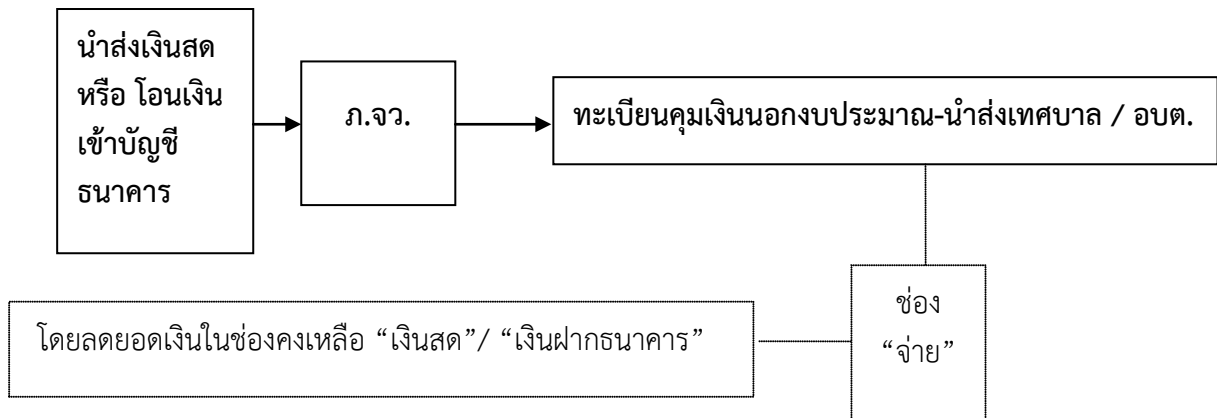 นำส่งเงินสด
หรือ โอนเงิน
เข้าบัญชี
ธนาคาร
ภ.จว.
ทะเบียนคุมเงินนอกงบประมาณ-นำส่งเทศบาล / อบต.
ช่อง
“จ่าย”
โดยลดยอดเงินในช่องคงเหลือ “เงินสด”/ “เงินฝากธนาคาร”